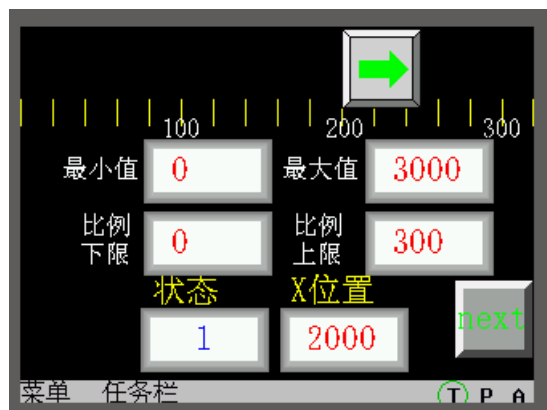 100 200 300
最小值 0 最大值 3000
比例下限 0 比例上限 300
状态 X位置
1 2000 next
菜单 任务栏 T P A